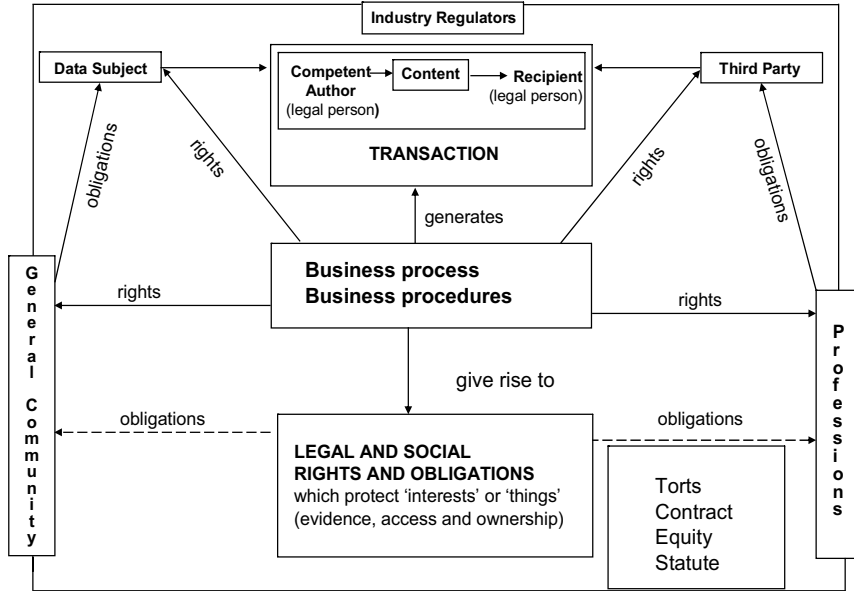 Industry Regulators
Data Subject
Competent
Author
(legal person)
Content
Recipient
(legal person)
Third Party
TRANSACTION
obligations
rights
rights
obligations
generates
Business process
Business procedures
rights
rights
General Community
Professions
give rise to
obligations
obligations
LEGAL AND SOCIAL
RIGHTS AND OBLIGATIONS
which protect ‘interests’ or ‘things’
(evidence, access and ownership)
Torts
Contract
Equity
Statute